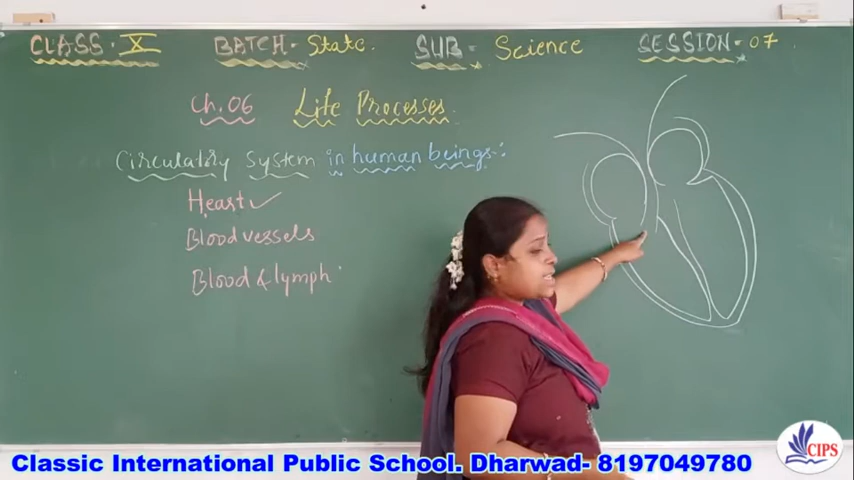 CLASS - X BATCH - State. SUB - Science SESSION - 07
Ch. 06 Life Processes.
Circulatory System in human beings -:
Heart ✓
Blood vessels
Blood & lymph
CIPS
Classic International Public School. Dharwad- 8197049780